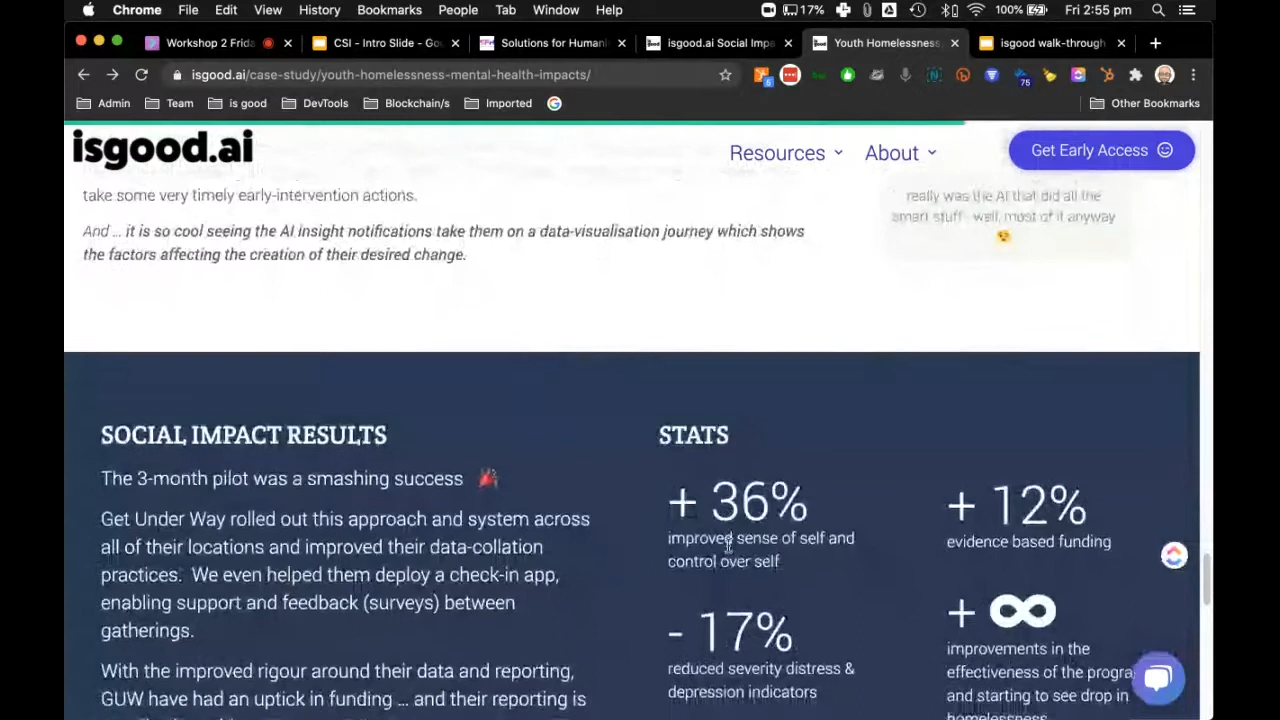 Chrome File Edit View History Bookmarks People Tab Window Help 17% 100% Fri 2:55 pm
Workshop 2 Frida CSI - Intro Slide - Go Solutions for Humani isgood.ai Social Impa Youth Homelessness, isgood walk-through
isgood.ai/case-study/youth-homelessness-mental-health-impacts/ 6 75
Admin Team is good DevTools Blockchain/s Imported Other Bookmarks
isgood.ai Resources About Get Early Access
take some very timely early-intervention actions.
And ... it is so cool seeing the AI insight notifications take them on a data-visualisation journey which shows
the factors affecting the creation of their desired change.
really was the AI that did all the
smart stuff - well, most of it anyway
SOCIAL IMPACT RESULTS
The 3-month pilot was a smashing success
Get Under Way rolled out this approach and system across
all of their locations and improved their data-collation
practices. We even helped them deploy a check-in app,
enabling support and feedback (surveys) between
gatherings.
With the improved rigour around their data and reporting,
GUW have had an uptick in funding ... and their reporting is
STATS
+ 36%
improved sense of self and
control over self
+ 12%
evidence based funding
- 17%
reduced severity distress &
depression indicators
+ ∞
improvements in the
effectiveness of the progra
and starting to see drop in
homelessness